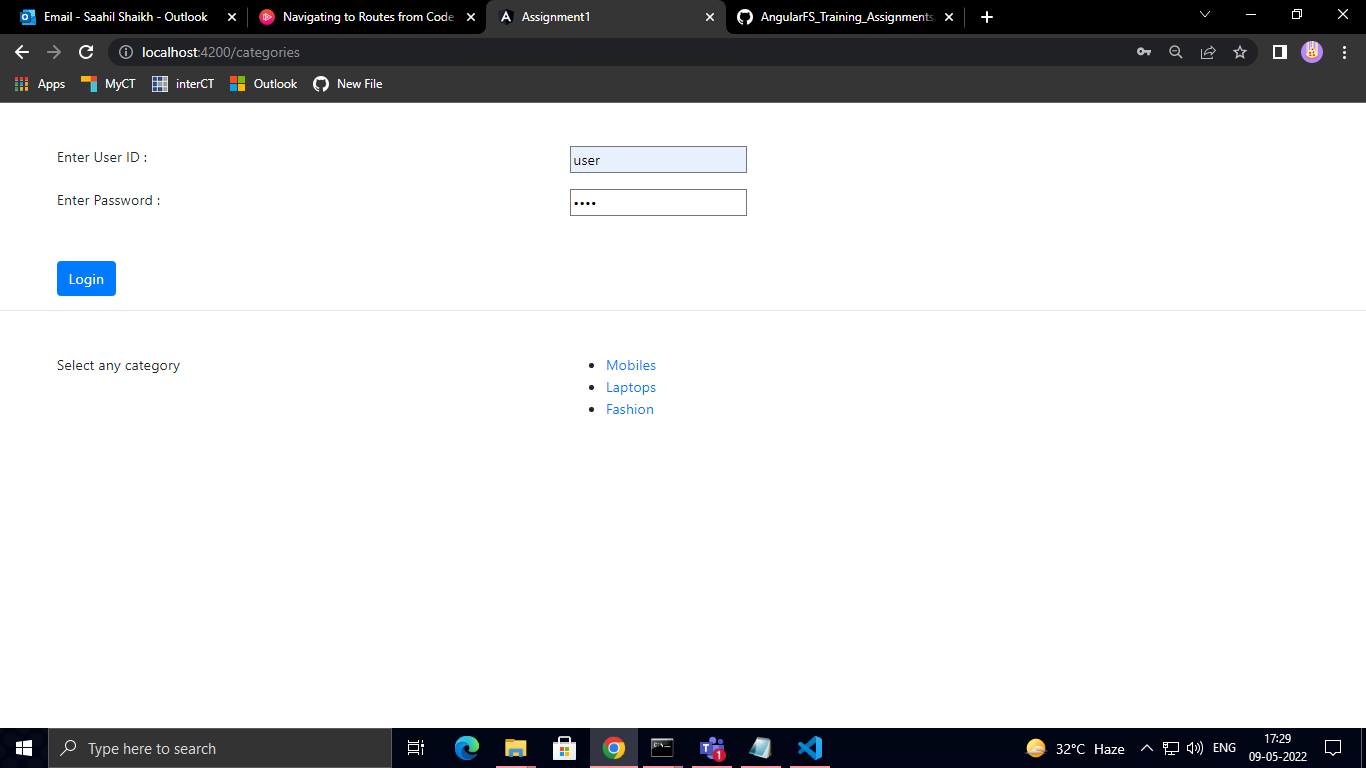 Email - Saahil Shaikh - Outlook
Navigating to Routes from Code
Assignment1
AngularFS_Training_Assignments
localhost:4200/categories
Apps
MyCT
interCT
Outlook
New File
Enter User ID :
user
Enter Password :
••••
Login
Select any category
• Mobiles
• Laptops
• Fashion
Type here to search
1
32°C Haze
ENG
17:29
09-05-2022